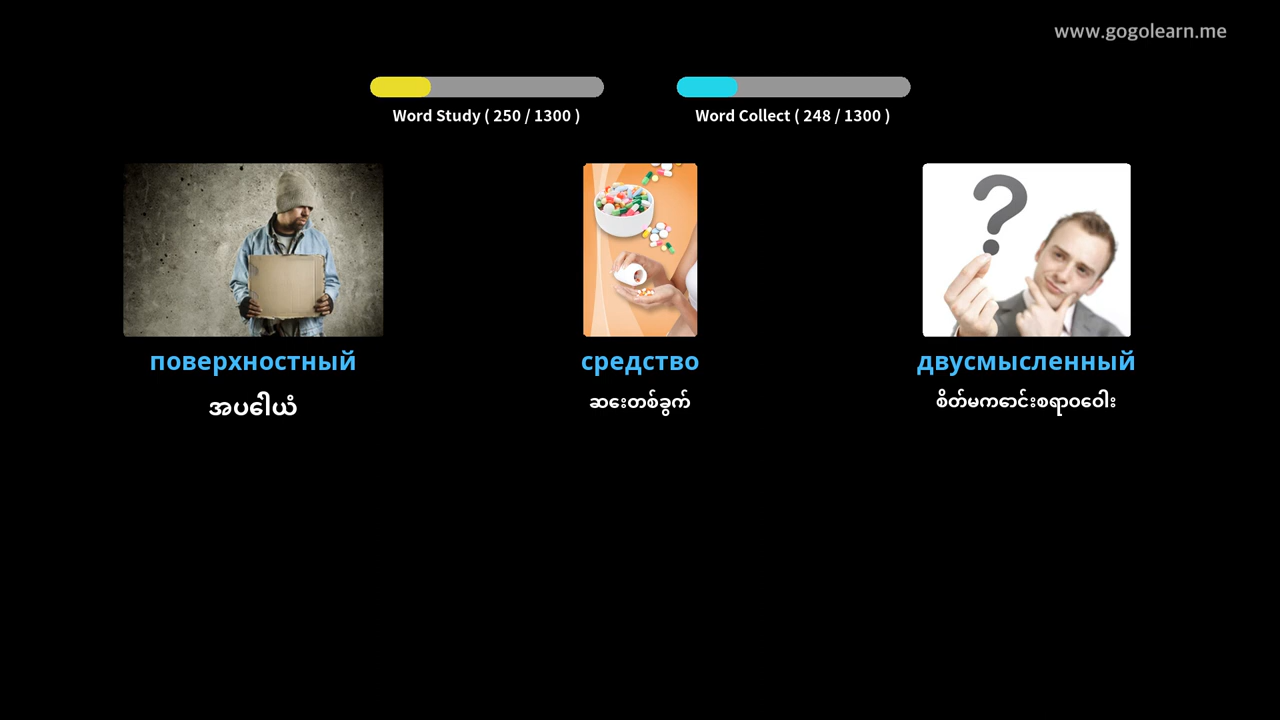 www.gogolearn.me
Word Study ( 250 / 1300 )
Word Collect ( 248 / 1300 )
поверхностный
средство
двусмысленный
အပေါ်ယံ
ဆေးတစ်ခွက်
စိတ်မကောင်းစရာဝေဝါး